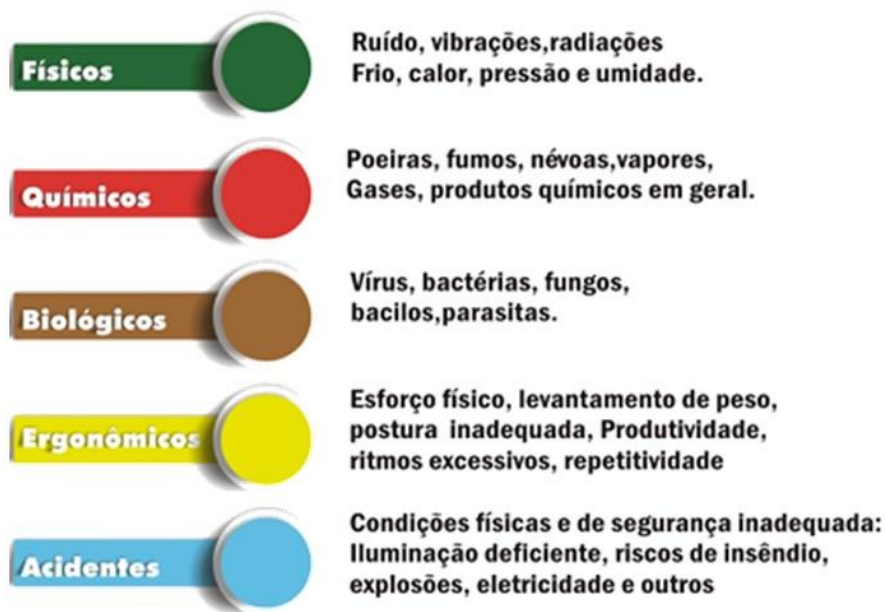 Físicos
Ruído, vibrações,radiações
Frio, calor, pressão e umidade.
Químicos
Poeiras, fumos, névoas,vapores,
Gases, produtos químicos em geral.
Biológicos
Vírus, bactérias, fungos,
bacilos,parasitas.
Ergonômicos
Esforço físico, levantamento de peso,
postura inadequada, Produtividade,
ritmos excessivos, repetitividade
Acidentes
Condições físicas e de segurança inadequada:
Iluminação deficiente, riscos de insêndio,
explosões, eletricidade e outros